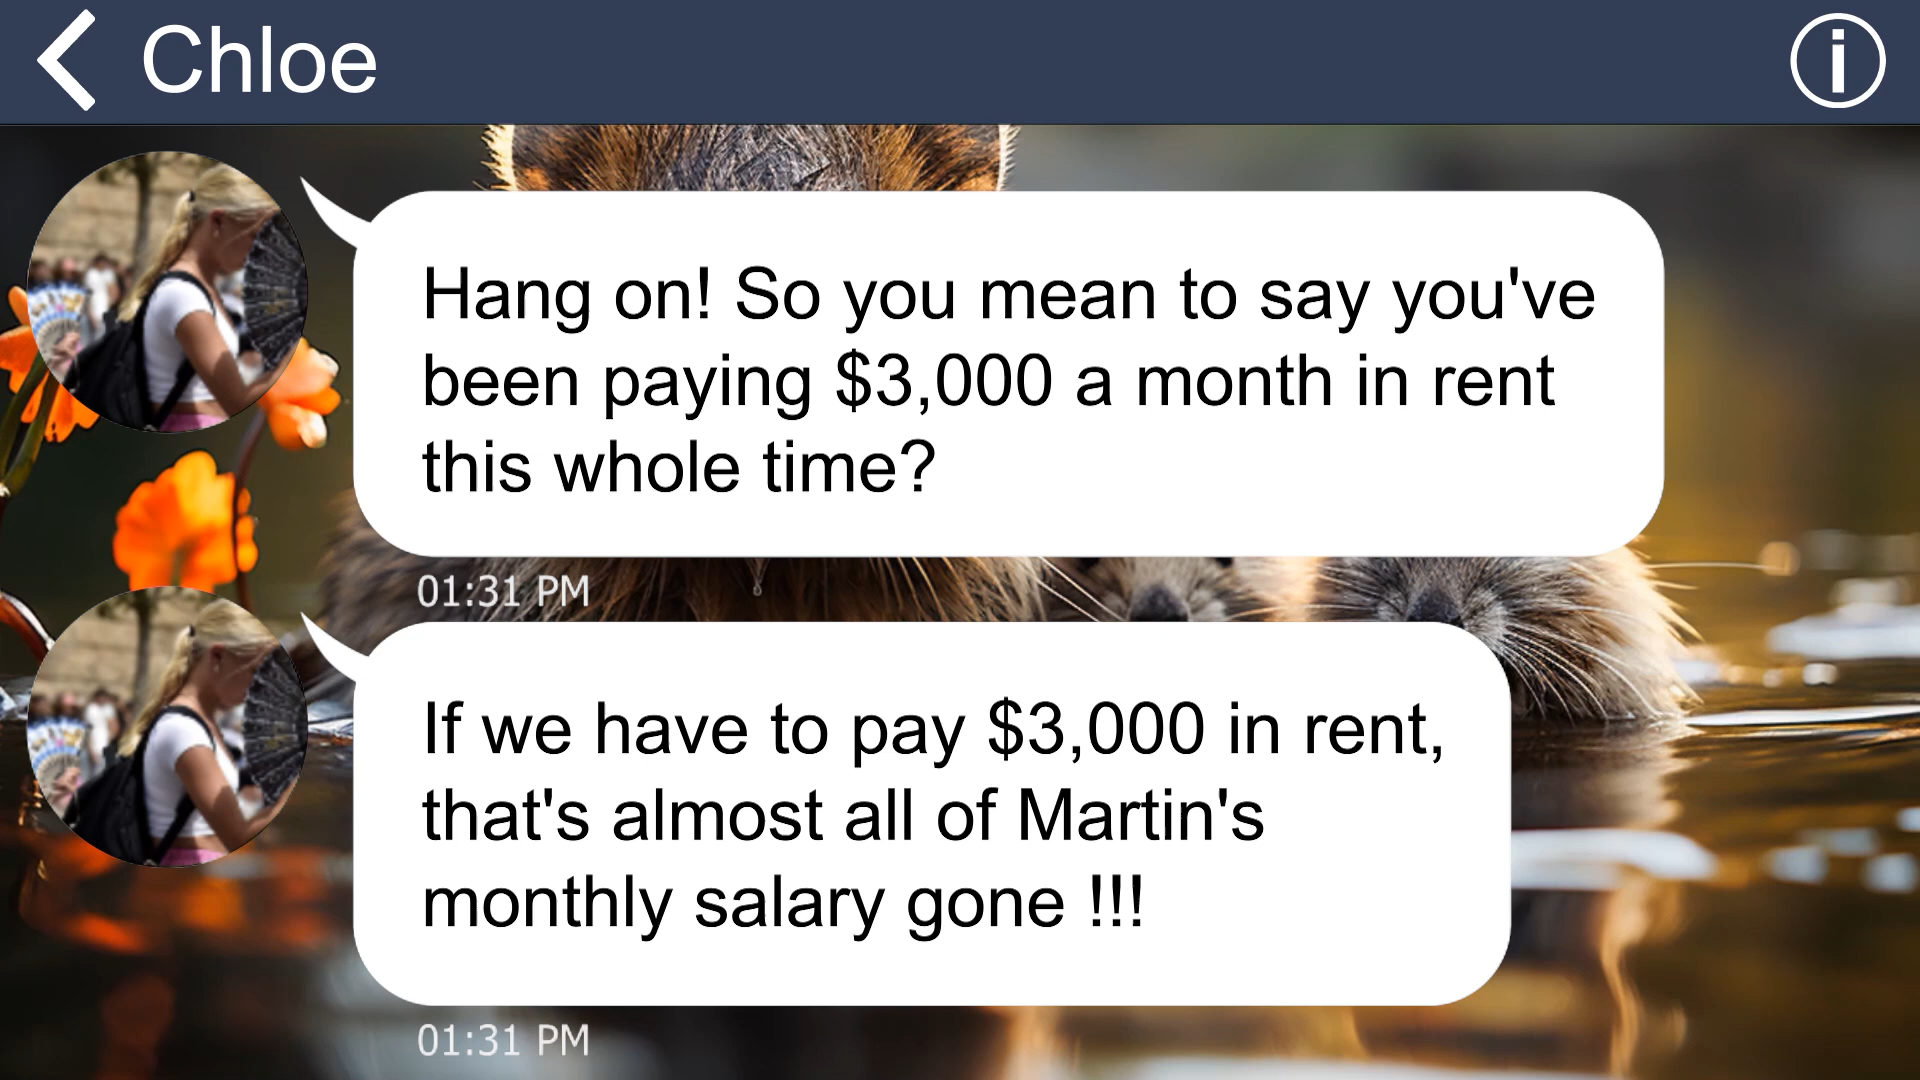 Chloe
Hang on! So you mean to say you've
been paying $3,000 a month in rent
this whole time?
01:31 PM
If we have to pay $3,000 in rent,
that's almost all of Martin's
monthly salary gone !!!
01:31 PM